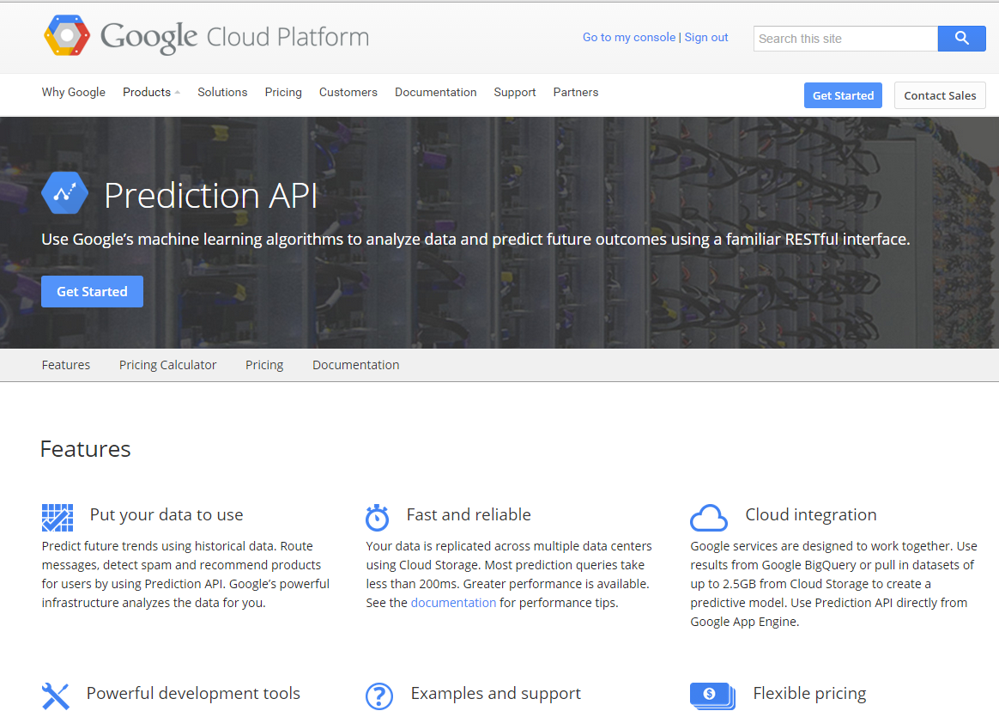 Google Cloud Platform
Go to my console | Sign out
Search this site
Why Google Products Solutions Pricing Customers Documentation Support Partners
Get Started Contact Sales
Prediction API
Use Google’s machine learning algorithms to analyze data and predict future outcomes using a familiar RESTful interface.
Get Started
Features Pricing Calculator Pricing Documentation
Features
Put your data to use
Predict future trends using historical data. Route
messages, detect spam and recommend products
for users by using Prediction API. Google’s powerful
infrastructure analyzes the data for you.
Fast and reliable
Your data is replicated across multiple data centers
using Cloud Storage. Most prediction queries take
less than 200ms. Greater performance is available.
See the documentation for performance tips.
Cloud integration
Google services are designed to work together. Use
results from Google BigQuery or pull in datasets of
up to 2.5GB from Cloud Storage to create a
predictive model. Use Prediction API directly from
Google App Engine.
Powerful development tools
?
Examples and support
$
Flexible pricing